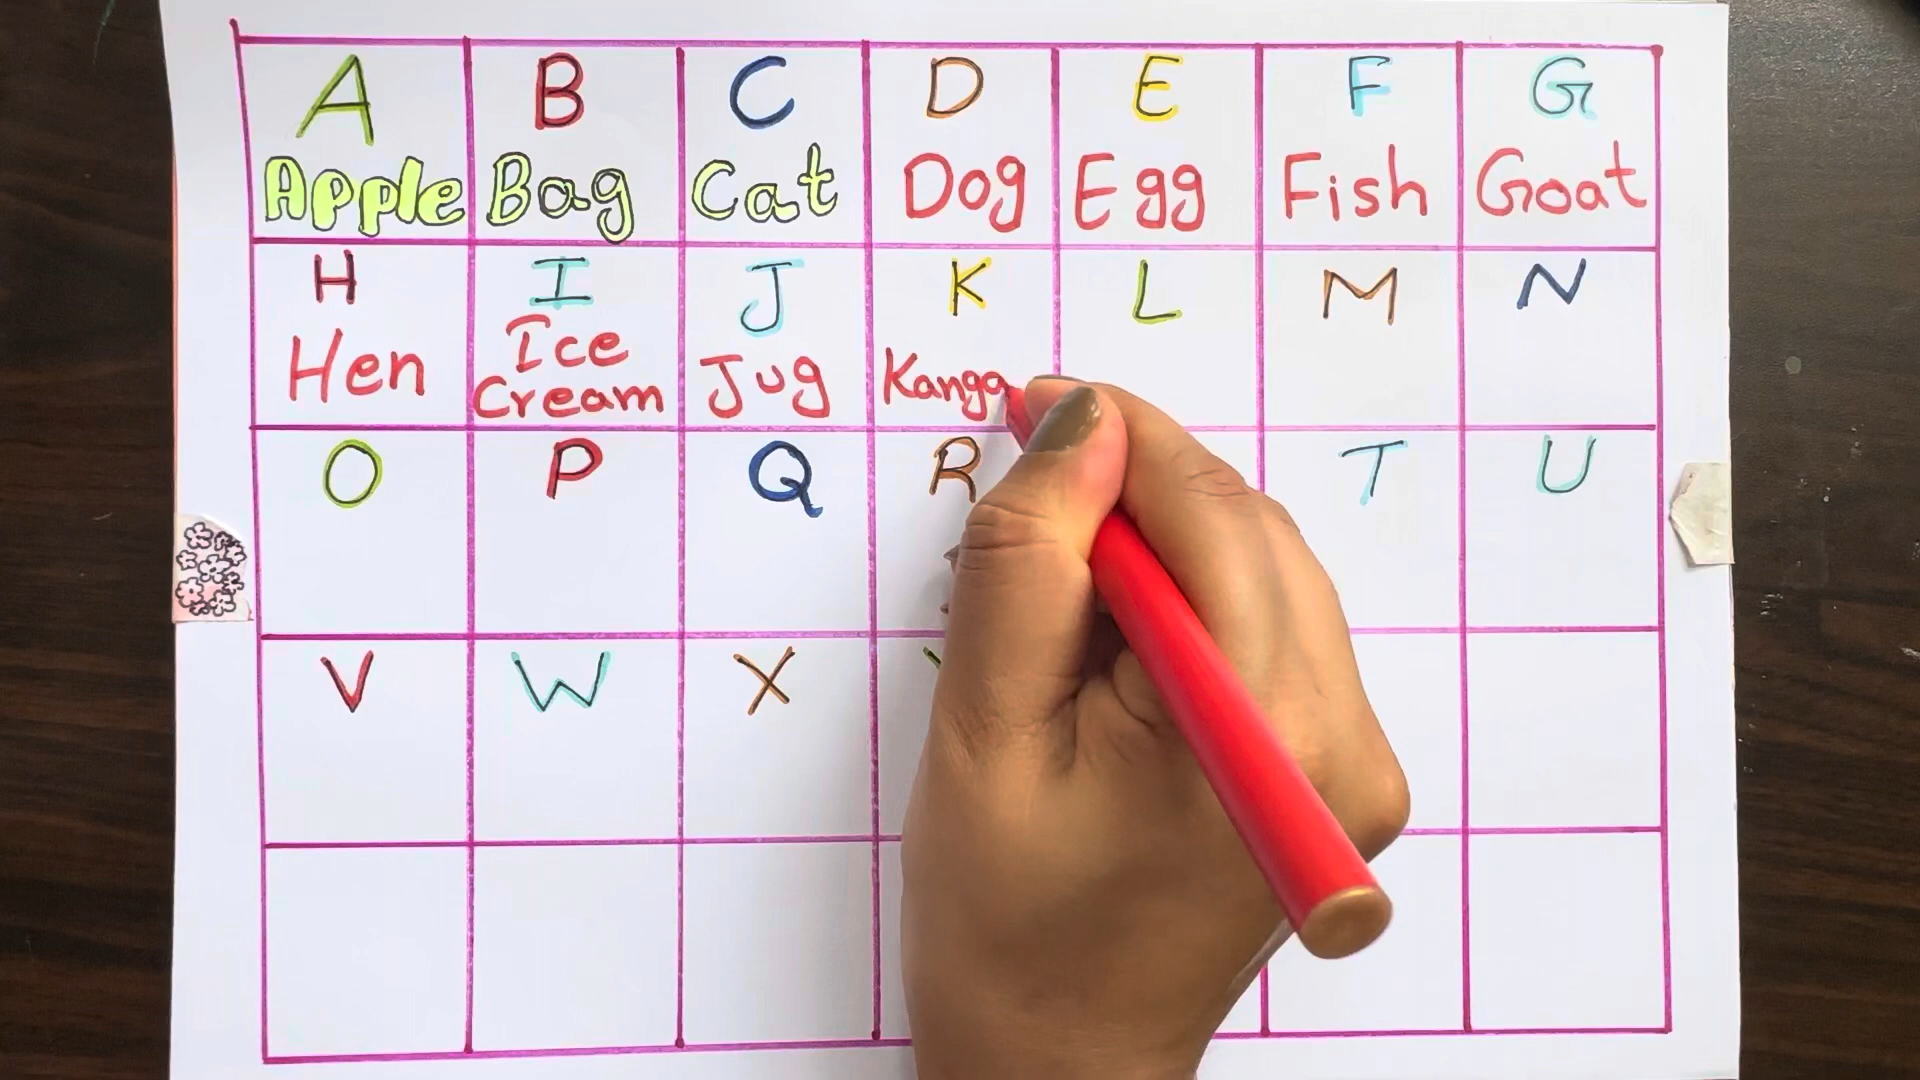 A B C D E F G
Apple Bag Cat Dog Egg Fish Goat
H I J K L M N
Hen Ice Cream Jug Kanga
O P Q R T U
V W X